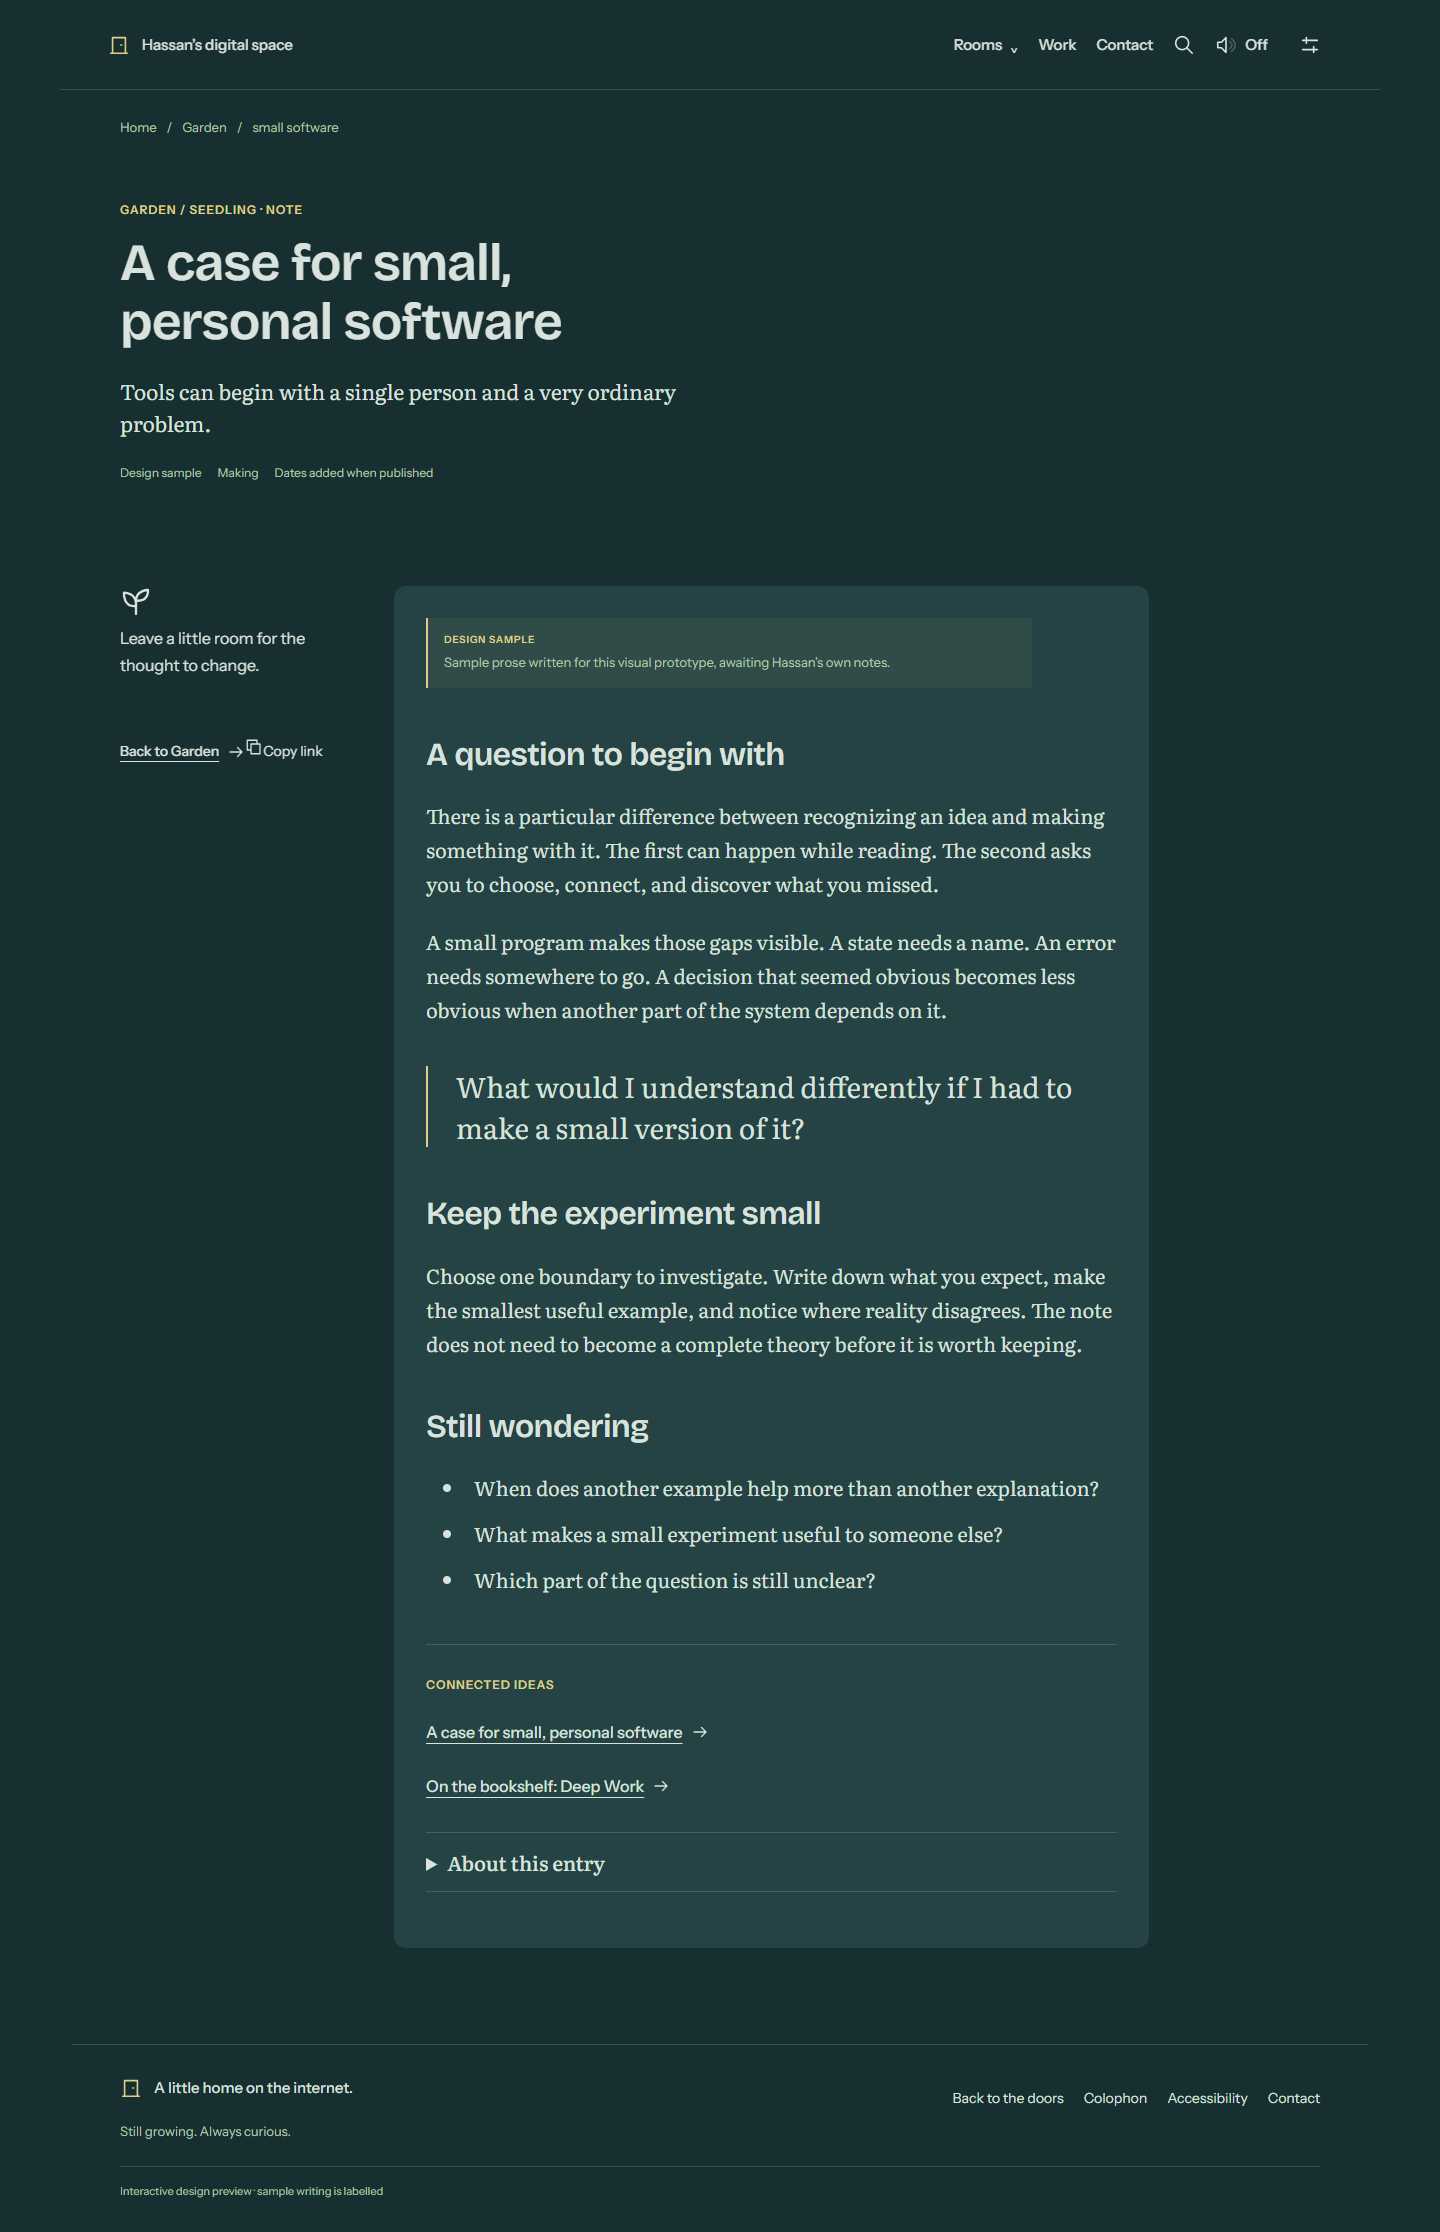 Hassan's digital space
Rooms
Work
Contact
Off
Home / Garden / small software
GARDEN / SEEDLING · NOTE
A case for small,
personal software
Tools can begin with a single person and a very ordinary
problem.
Design sample Making Dates added when published
Leave a little room for the
thought to change.
Back to Garden → Copy link
DESIGN SAMPLE
Sample prose written for this visual prototype, awaiting Hassan's own notes.
A question to begin with
There is a particular difference between recognizing an idea and making
something with it. The first can happen while reading. The second asks
you to choose, connect, and discover what you missed.
A small program makes those gaps visible. A state needs a name. An error
needs somewhere to go. A decision that seemed obvious becomes less
obvious when another part of the system depends on it.
What would I understand differently if I had to
make a small version of it?
Keep the experiment small
Choose one boundary to investigate. Write down what you expect, make
the smallest useful example, and notice where reality disagrees. The note
does not need to become a complete theory before it is worth keeping.
Still wondering
• When does another example help more than another explanation?
• What makes a small experiment useful to someone else?
• Which part of the question is still unclear?
CONNECTED IDEAS
A case for small, personal software →
On the bookshelf: Deep Work →
About this entry
A little home on the internet.
Still growing. Always curious.
Back to the doors Colophon Accessibility Contact
Interactive design preview · sample writing is labelled